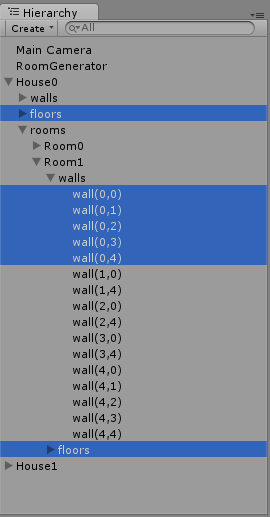 Hierarchy
Create All
Main Camera
RoomGenerator
House0
walls
floors
rooms
Room0
Room1
walls
wall(0,0)
wall(0,1)
wall(0,2)
wall(0,3)
wall(0,4)
wall(1,0)
wall(1,4)
wall(2,0)
wall(2,4)
wall(3,0)
wall(3,4)
wall(4,0)
wall(4,1)
wall(4,2)
wall(4,3)
wall(4,4)
floors
House1